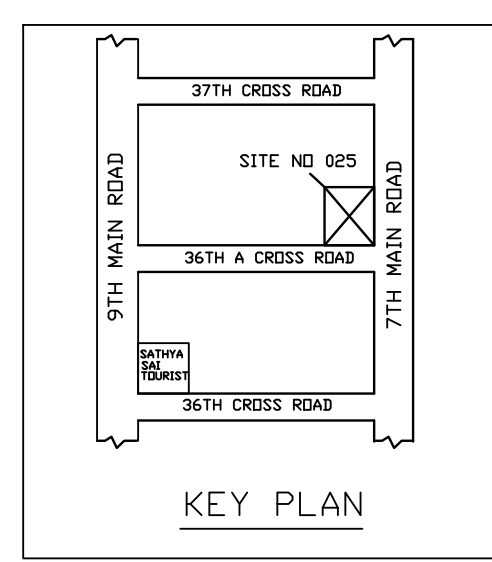 37TH CROSS ROAD
SITE NO 025
9TH MAIN ROAD
7TH MAIN ROAD
36TH A CROSS ROAD
SATHYA
SAI
TOURIST
36TH CROSS ROAD
KEY PLAN